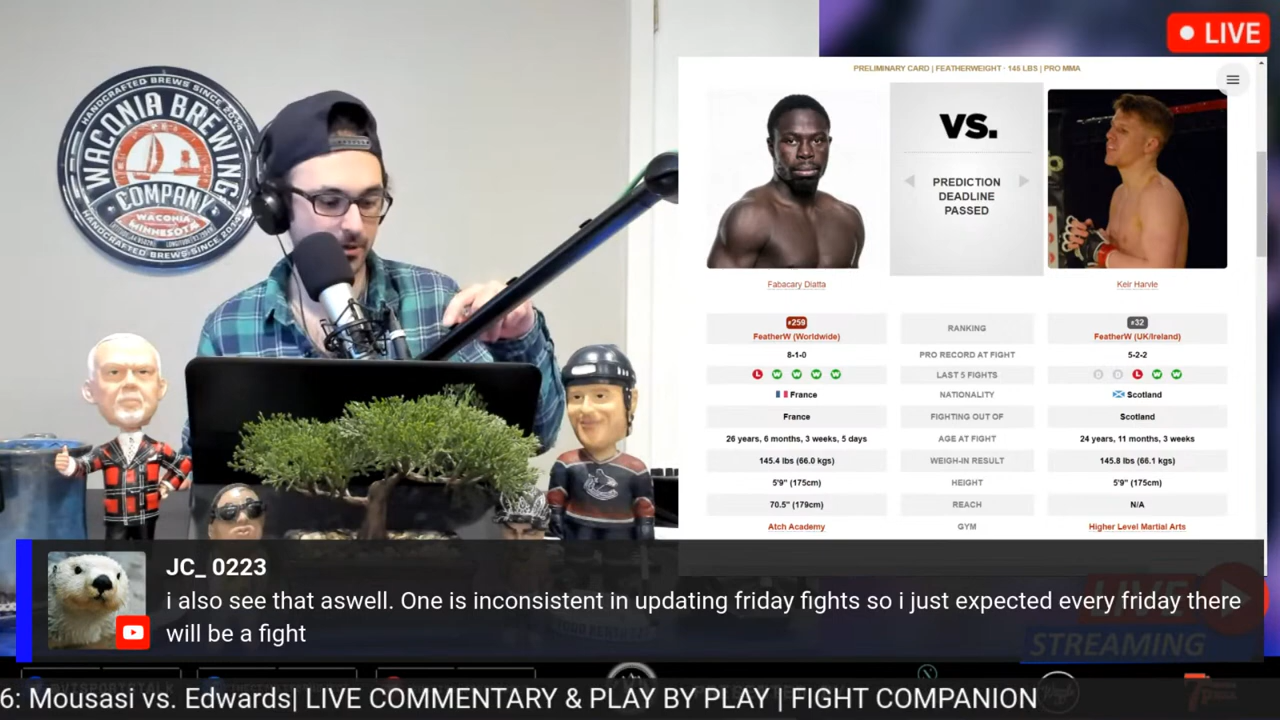 LIVE
HANDCRAFTED BREWS SINCE 2014
WACONIA BREWING
COMPANY
WACONIA
MINNESOTA
HANDCRAFTED BREWS SINCE 2014
PRELIMINARY CARD | FEATHERWEIGHT · 145 LBS | PRO MMA
VS.
PREDICTION
DEADLINE
PASSED
Fabacary Diatta
Keir Harvie
#259 RANKING #32
FeatherW (Worldwide) FeatherW (UK/Ireland)
8-1-0 PRO RECORD AT FIGHT 5-2-2
L W W W W LAST 5 FIGHTS D D L W W
France NATIONALITY Scotland
France FIGHTING OUT OF Scotland
26 years, 6 months, 3 weeks, 5 days AGE AT FIGHT 24 years, 11 months, 3 weeks
145.4 lbs (66.0 kgs) WEIGH-IN RESULT 145.8 lbs (66.1 kgs)
5'9" (175cm) HEIGHT 5'9" (175cm)
70.5" (179cm) REACH N/A
Atch Academy GYM Higher Level Martial Arts
JC_ 0223
i also see that aswell. One is inconsistent in updating friday fights so i just expected every friday there
will be a fight
LIVE
STREAMING
6: Mousasi vs. Edwards| LIVE COMMENTARY & PLAY BY PLAY | FIGHT COMPANION